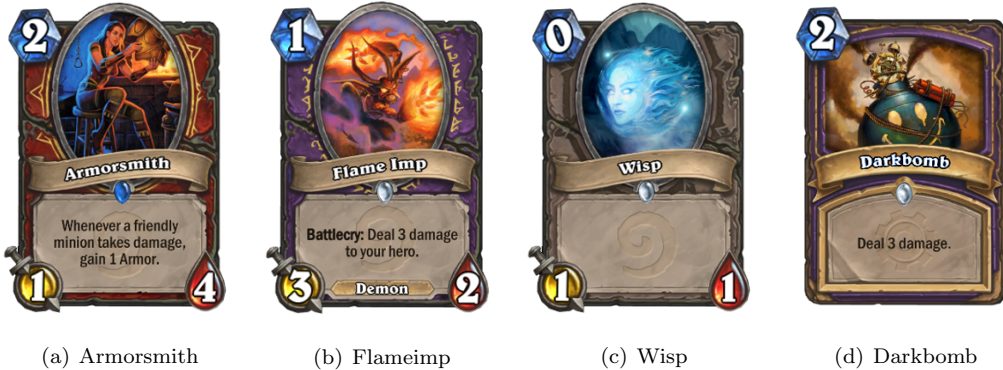 2
Armorsmith
Whenever a friendly
minion takes damage,
gain 1 Armor.
1
4
1
Flame Imp
Battlecry: Deal 3 damage
to your hero.
3
Demon
2
0
Wisp
1
1
2
Darkbomb
Deal 3 damage.
(a) Armorsmith
(b) Flameimp
(c) Wisp
(d) Darkbomb